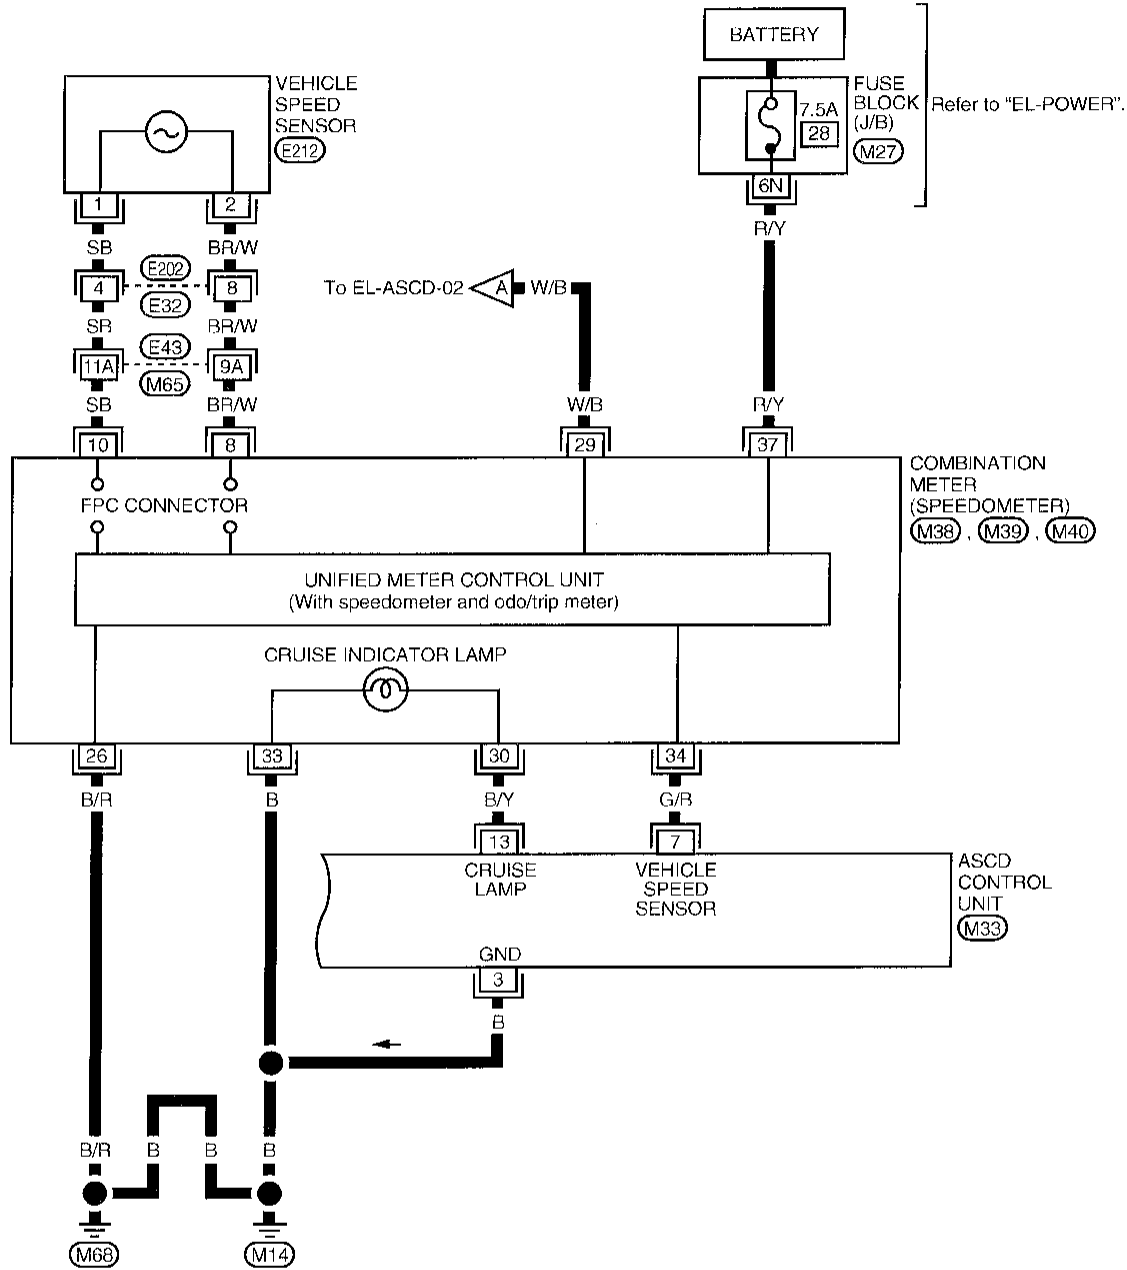 BATTERY
VEHICLE
SPEED
SENSOR
E212
FUSE
BLOCK
(J/B)
M27
Refer to "EL-POWER".
7.5A
28
1
2
6N
SB
BR/W
R/Y
4
E202
8
E32
To EL-ASCD-02
A
W/B
SB
BR/W
11A
E43
9A
M65
SB
BR/W
W/B
R/Y
10
8
29
37
COMBINATION
METER
(SPEEDOMETER)
M38 , M39 , M40
FPC CONNECTOR
UNIFIED METER CONTROL UNIT
(With speedometer and odo/trip meter)
CRUISE INDICATOR LAMP
26
33
30
34
B/R
B
B/Y
G/R
13
7
CRUISE
LAMP
VEHICLE
SPEED
SENSOR
ASCD
CONTROL
UNIT
M33
GND
3
B
B/R
B
B
B
M68
M14